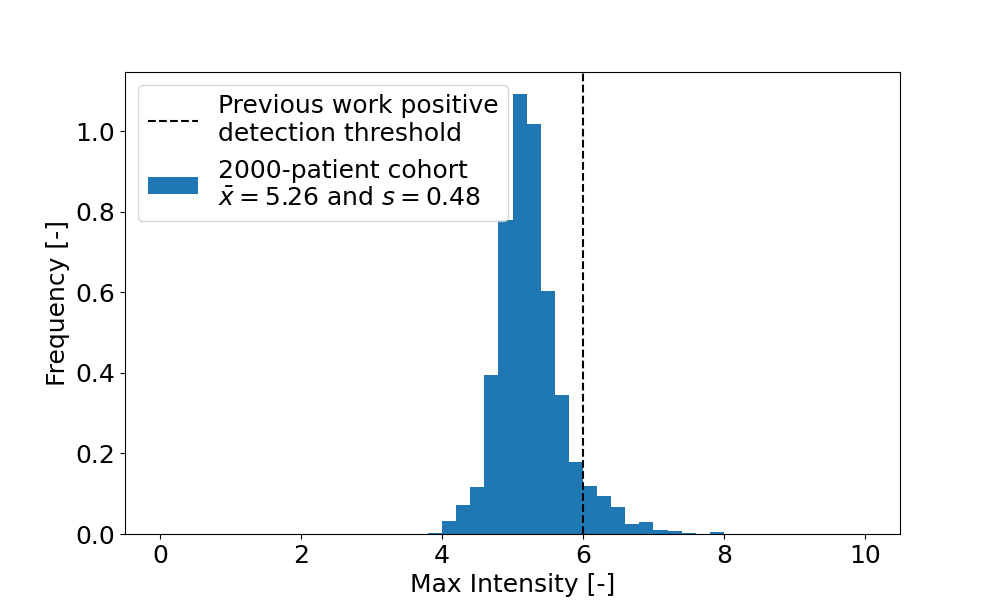 Previous work positive
detection threshold
2000-patient cohort
x̄ = 5.26 and s = 0.48
1.0
0.8
0.6
0.4
0.2
0.0
Frequency [-]
0 2 4 6 8 10
Max Intensity [-]